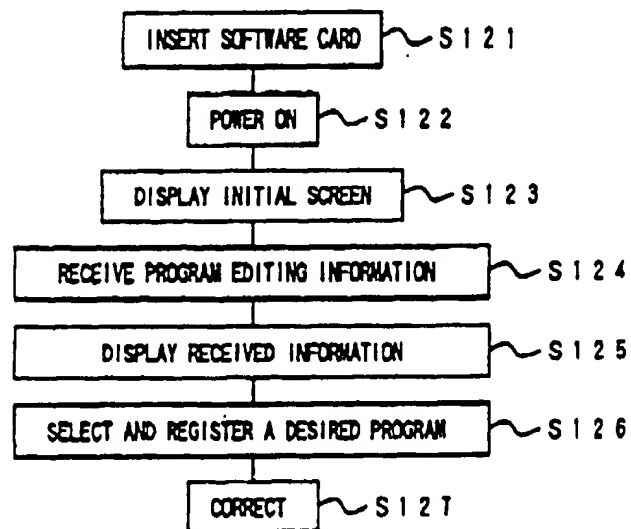 INSERT SOFTWARE CARD S121
POWER ON S122
DISPLAY INITIAL SCREEN S123
RECEIVE PROGRAM EDITING INFORMATION S124
DISPLAY RECEIVED INFORMATION S125
SELECT AND REGISTER A DESIRED PROGRAM S126
CORRECT S127